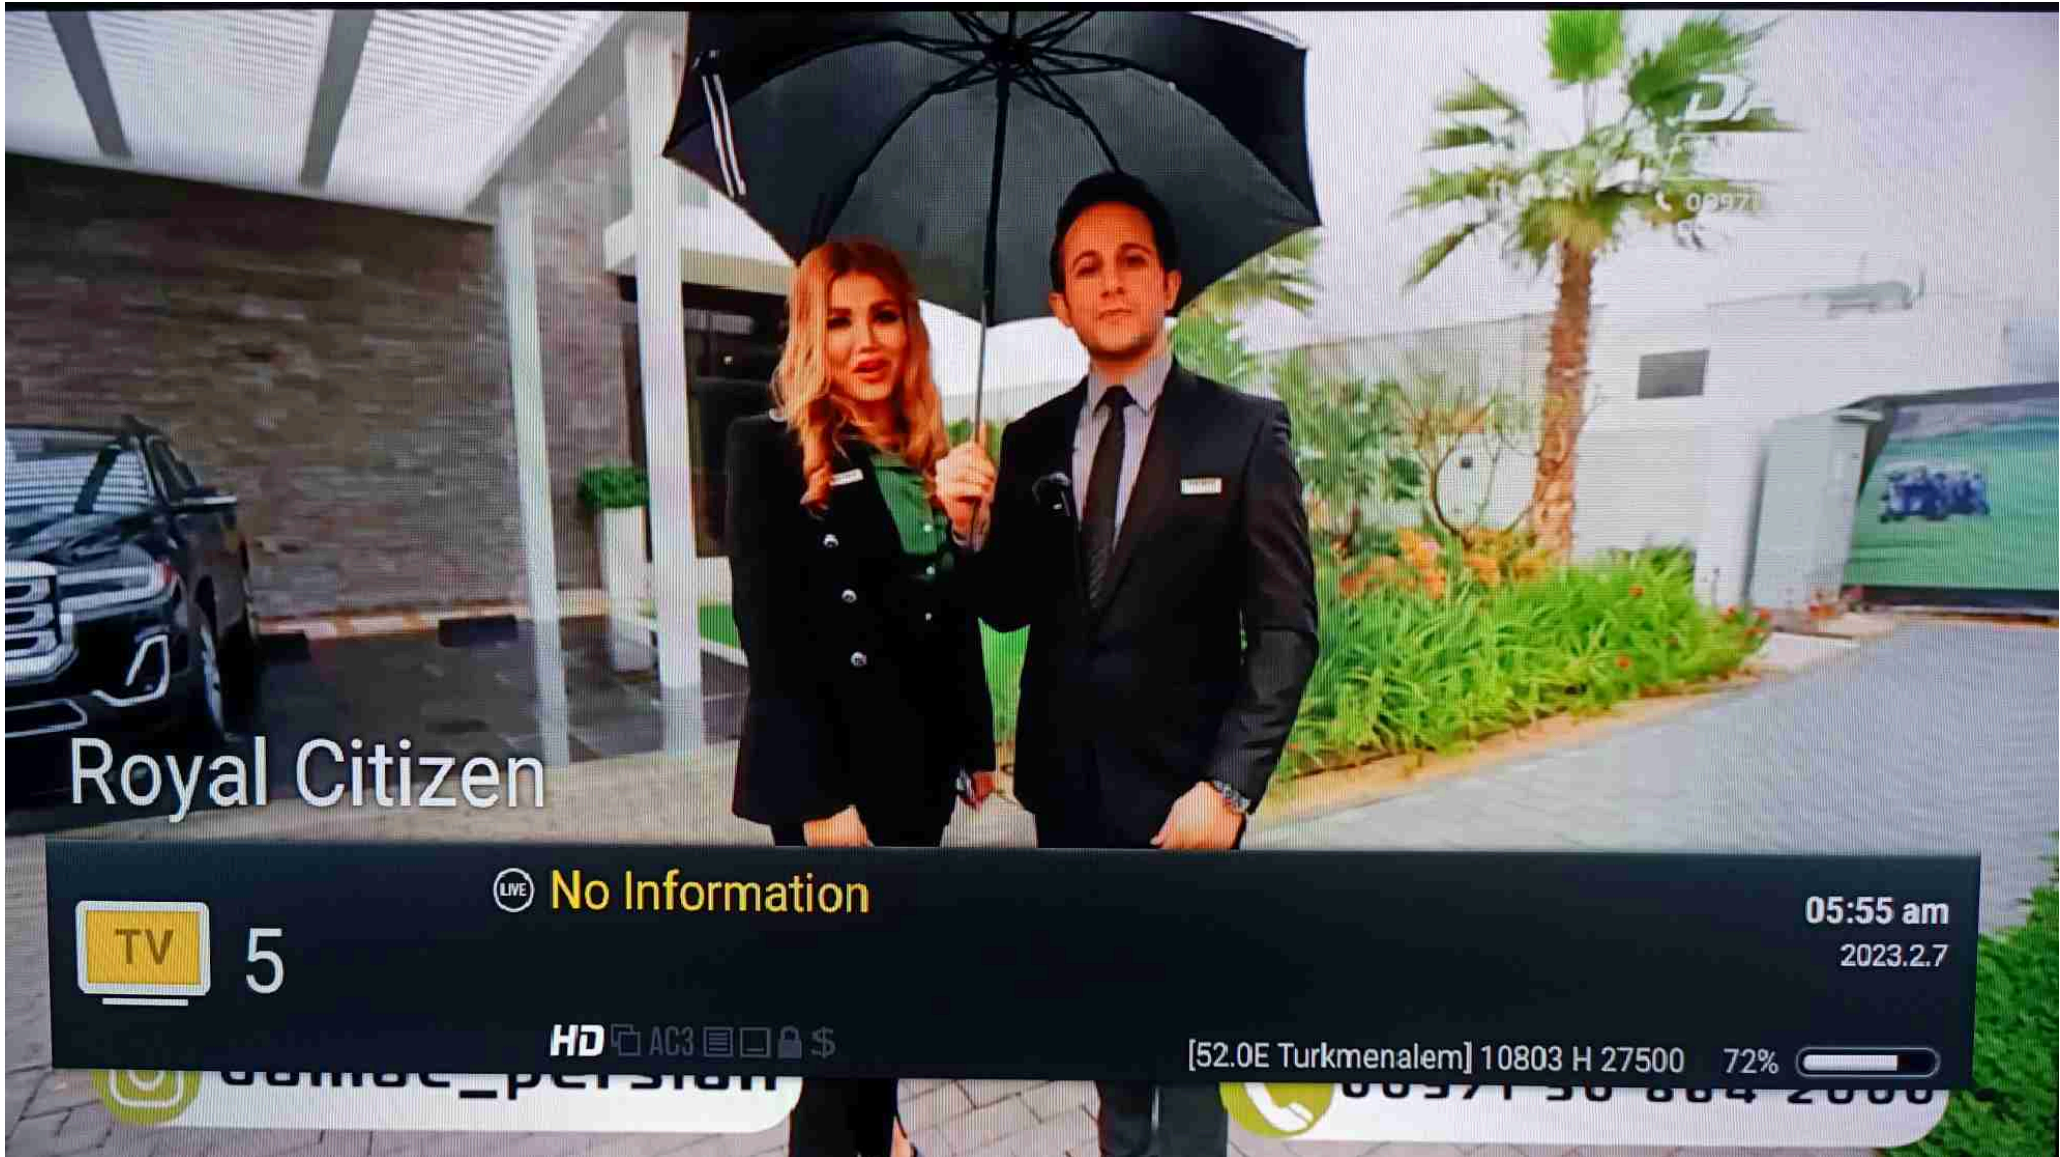 Royal Citizen
LIVE No Information
05:55 am
2023.2.7
TV 5
HD AC3 $
[52.0E Turkmenalem] 10803 H 27500 72%